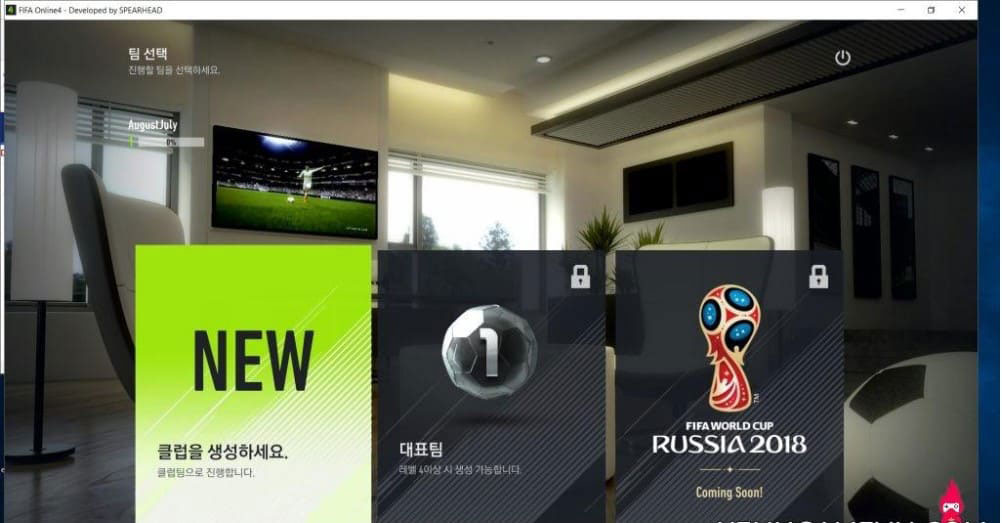 FIFA Online4 - Developed by SPEARHEAD
팀 선택
진행할 팀을 선택하세요.
AugustJuly
0%
NEW
클럽을 생성하세요.
클럽팀으로 진행합니다.
1
대표팀
레벨 4이상 시 생성 가능합니다.
TM
FIFA WORLD CUP
RUSSIA 2018
Coming Soon!